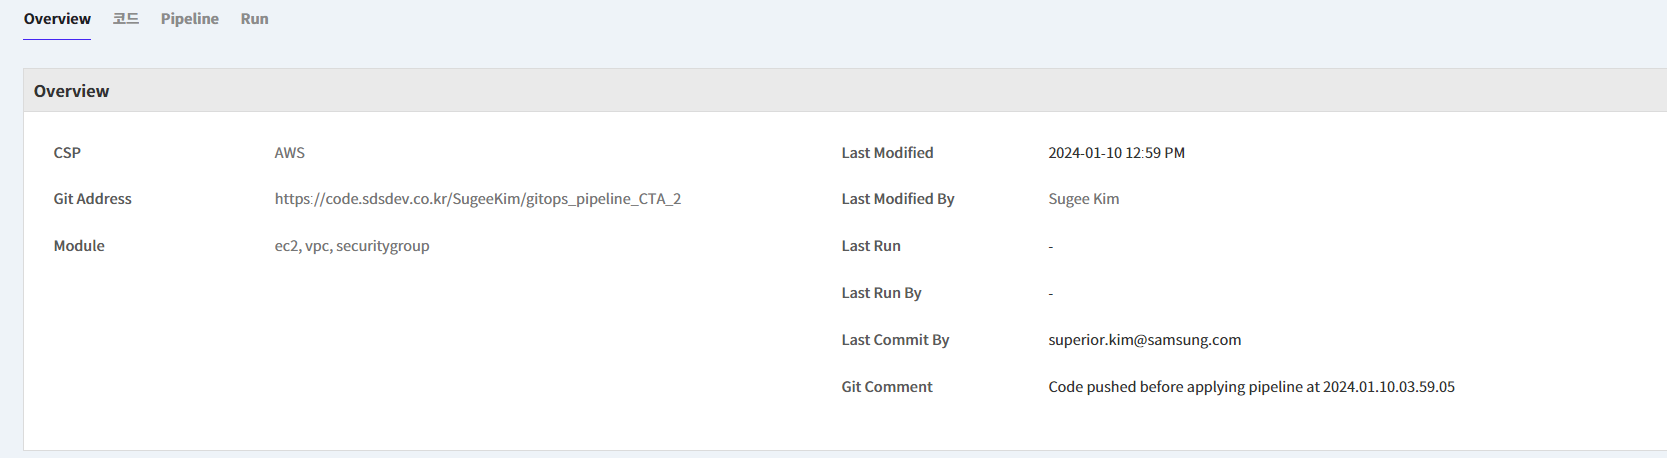 Overview 코드 Pipeline Run
Overview
CSP AWS
Git Address https://code.sdsdev.co.kr/SugeeKim/gitops_pipeline_CTA_2
Module ec2, vpc, securitygroup
Last Modified 2024-01-10 12:59 PM
Last Modified By Sugee Kim
Last Run -
Last Run By -
Last Commit By superior.kim@samsung.com
Git Comment Code pushed before applying pipeline at 2024.01.10.03.59.05